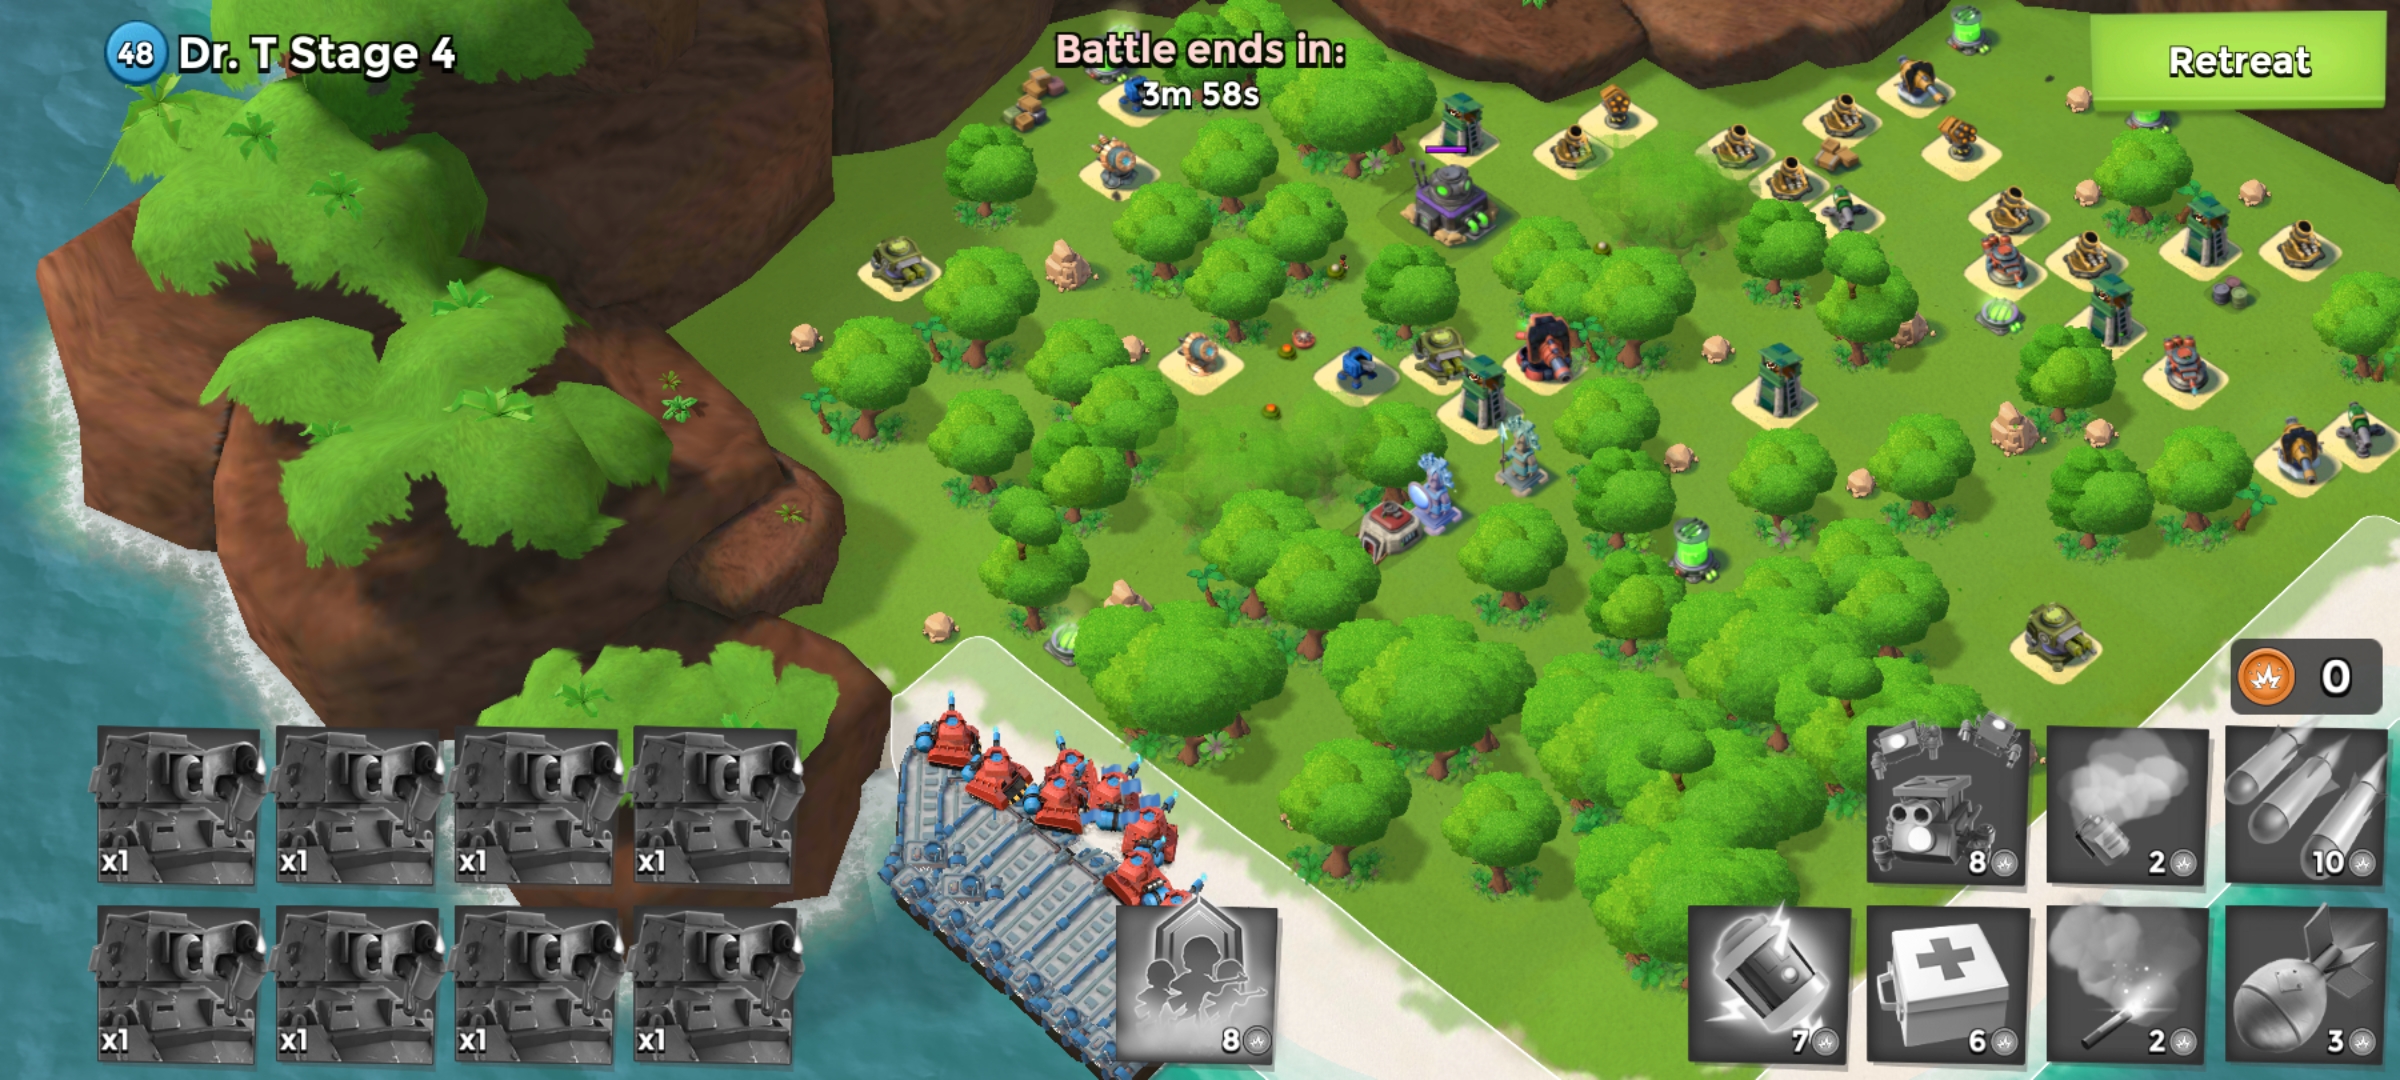 48 Dr. T Stage 4
Battle ends in:
3m 58s
Retreat
0
x1 x1 x1 x1
8 2 10
x1 x1 x1 x1
8 7 6 2 3